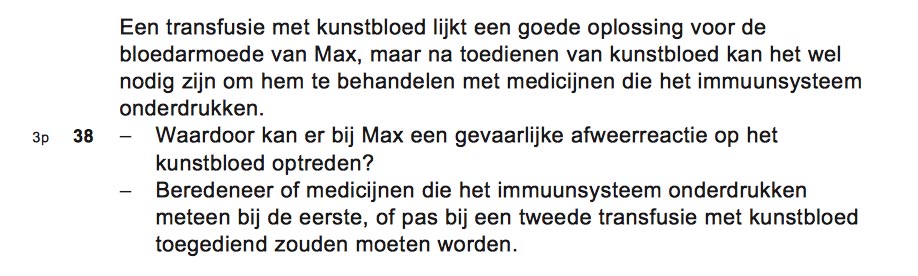 Een transfusie met kunstbloed lijkt een goede oplossing voor de
bloedarmoede van Max, maar na toedienen van kunstbloed kan het wel
nodig zijn om hem te behandelen met medicijnen die het immuunsysteem
onderdrukken.
3p 38 – Waardoor kan er bij Max een gevaarlijke afweerreactie op het
kunstbloed optreden?
– Beredeneer of medicijnen die het immuunsysteem onderdrukken
meteen bij de eerste, of pas bij een tweede transfusie met kunstbloed
toegediend zouden moeten worden.